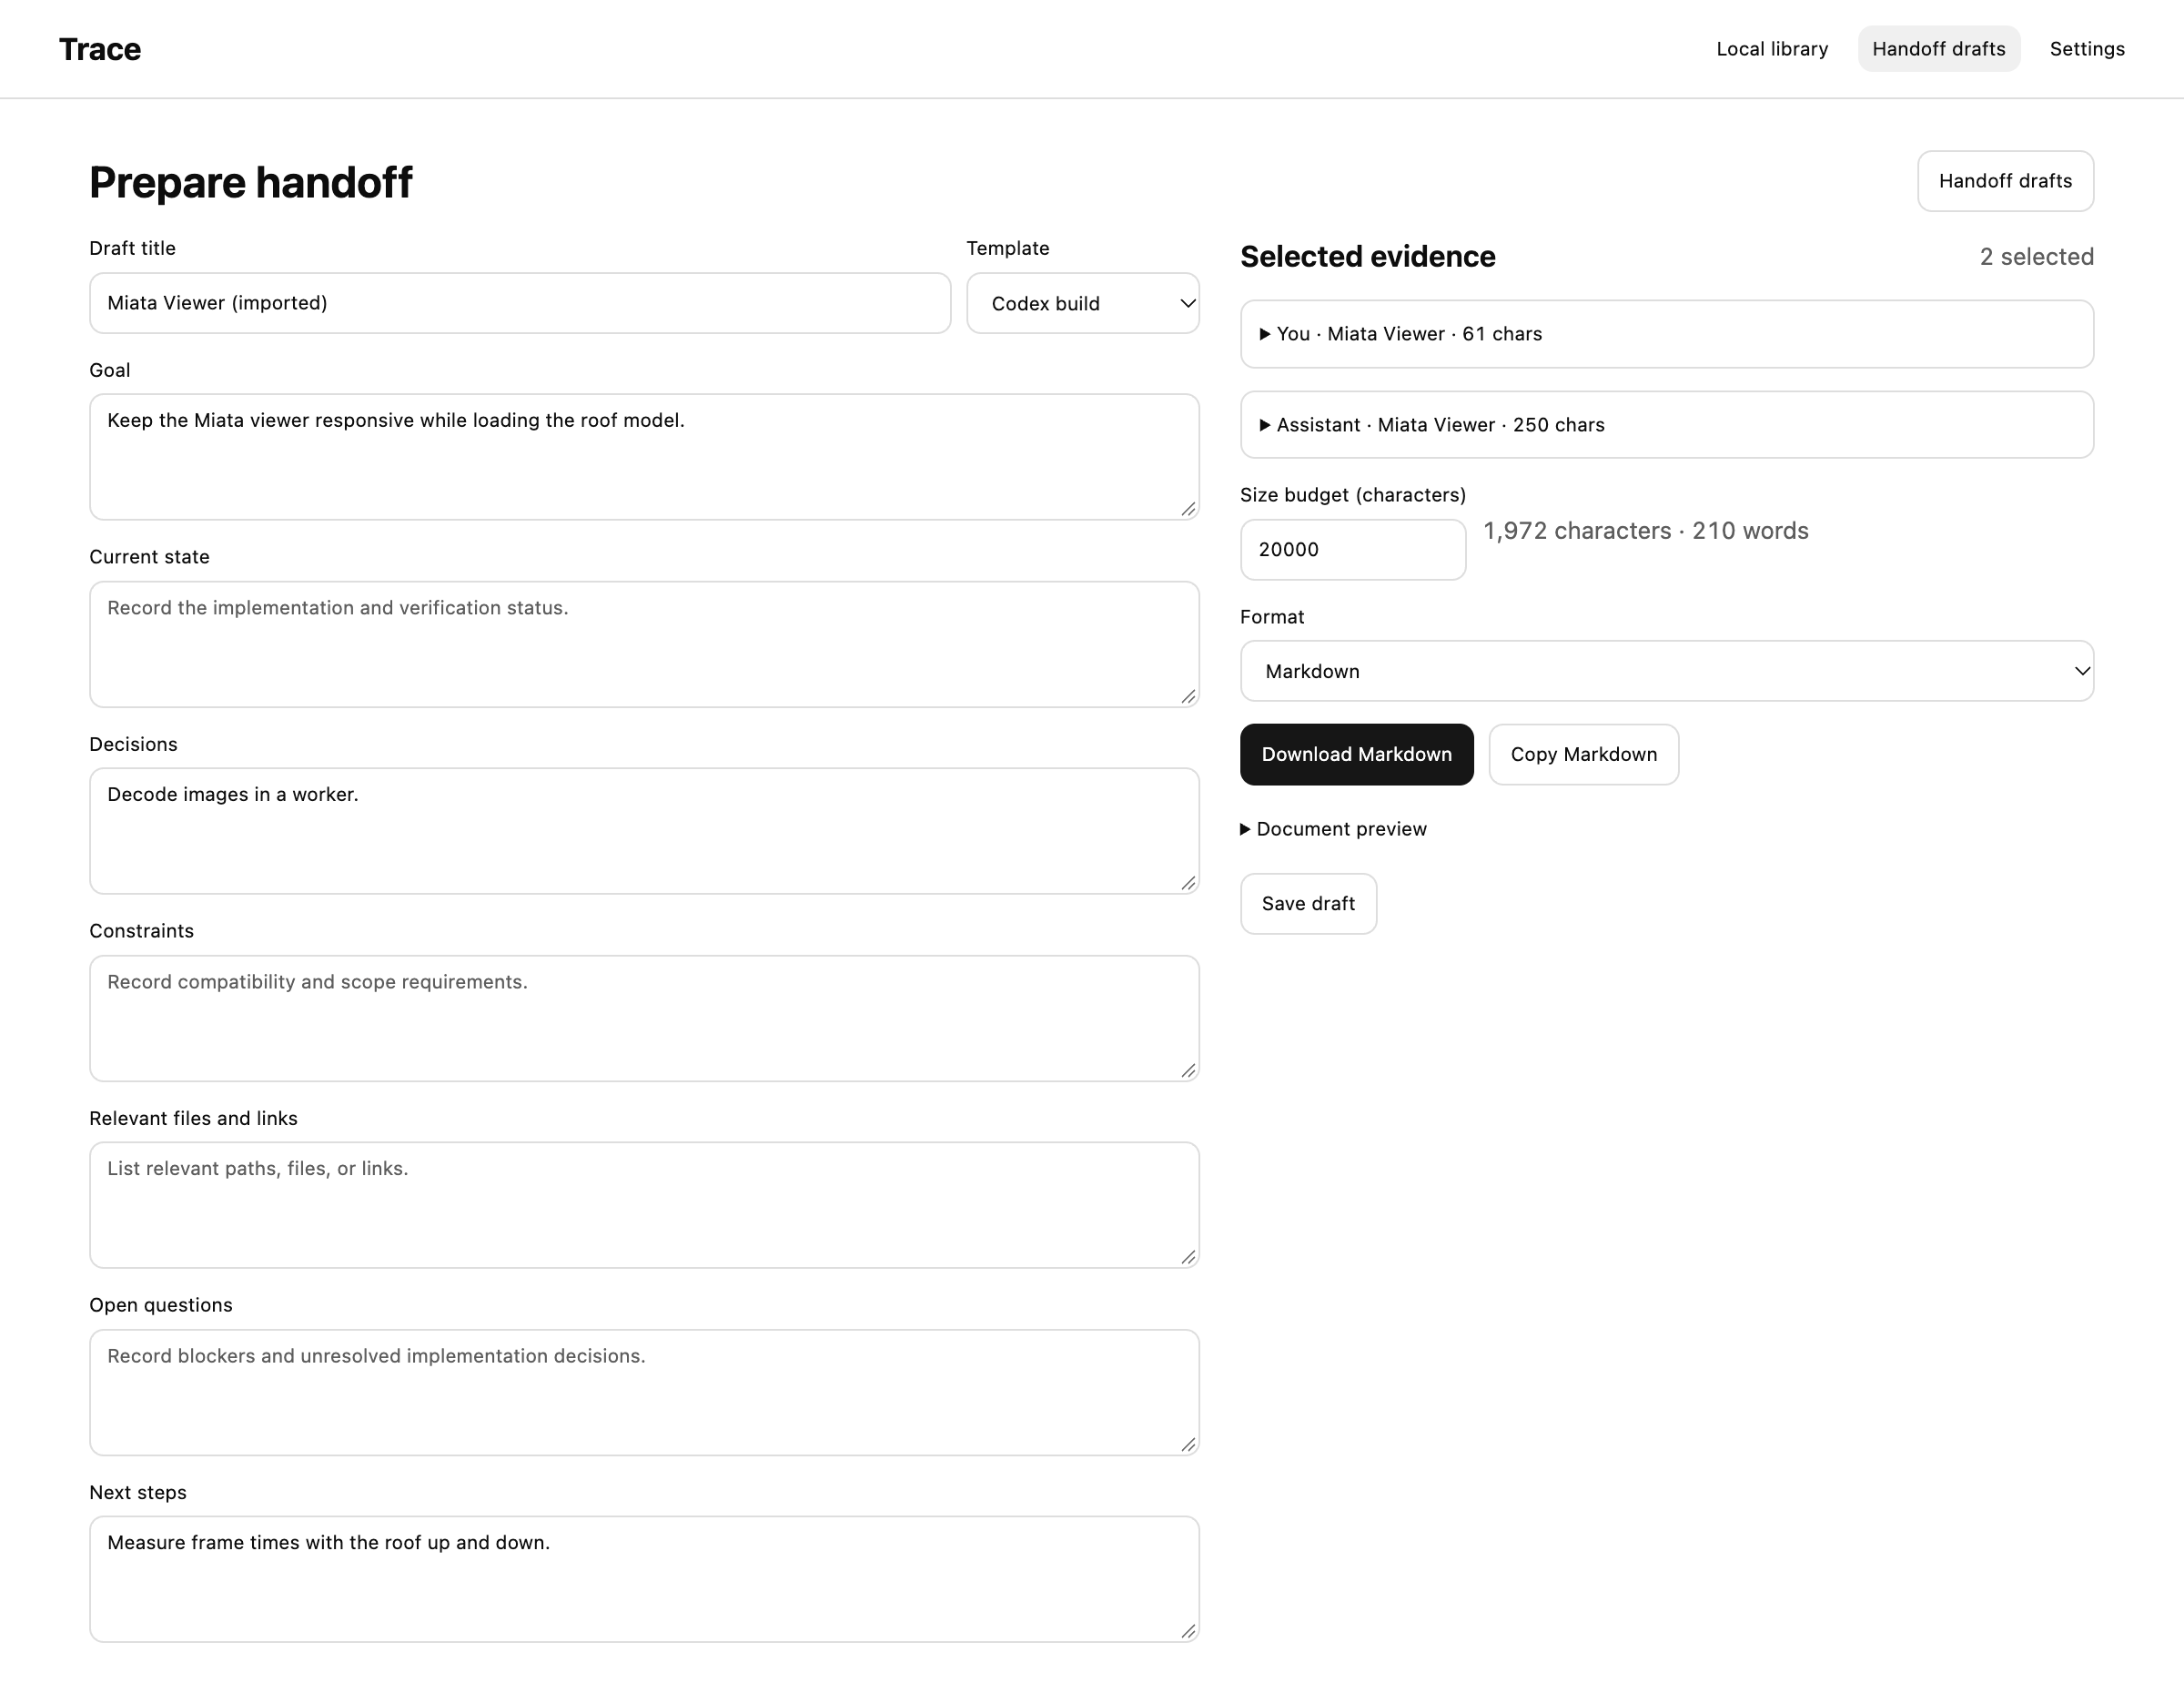 Trace
Local library
Handoff drafts
Settings
Prepare handoff
Handoff drafts
Draft title
Miata Viewer (imported)
Template
Codex build
Goal
Keep the Miata viewer responsive while loading the roof model.
Current state
Record the implementation and verification status.
Decisions
Decode images in a worker.
Constraints
Record compatibility and scope requirements.
Relevant files and links
List relevant paths, files, or links.
Open questions
Record blockers and unresolved implementation decisions.
Next steps
Measure frame times with the roof up and down.
Selected evidence
2 selected
You · Miata Viewer · 61 chars
Assistant · Miata Viewer · 250 chars
Size budget (characters)
20000
1,972 characters · 210 words
Format
Markdown
Download Markdown
Copy Markdown
Document preview
Save draft